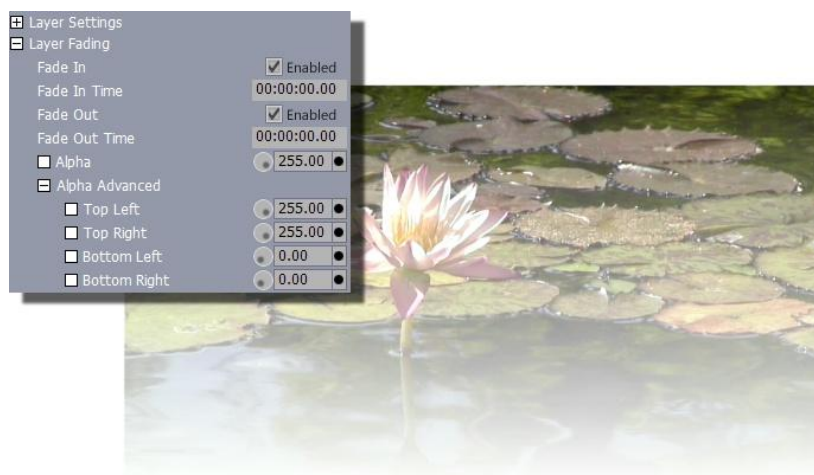 Layer Settings
Layer Fading
Fade In Enabled
Fade In Time 00:00:00.00
Fade Out Enabled
Fade Out Time 00:00:00.00
Alpha 255.00
Alpha Advanced
Top Left 255.00
Top Right 255.00
Bottom Left 0.00
Bottom Right 0.00